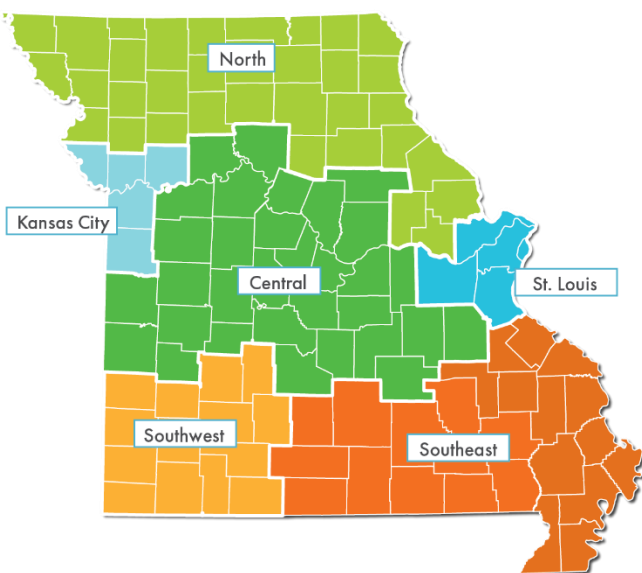 North
Kansas City
Central
St. Louis
Southwest
Southeast